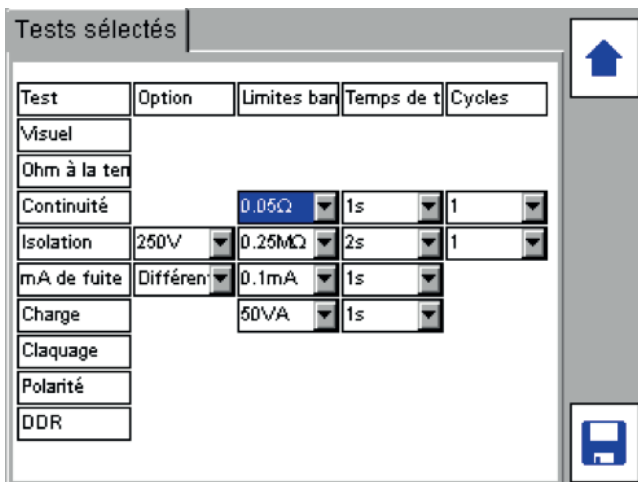 Tests sélectés
Test Option Limites ban Temps de t Cycles
Visuel
Ohm à la ten
Continuité 0.05Ω 1s 1
Isolation 250V 0.25MΩ 2s 1
mA de fuite Différen 0.1mA 1s
Charge 50VA 1s
Claquage
Polarité
DDR